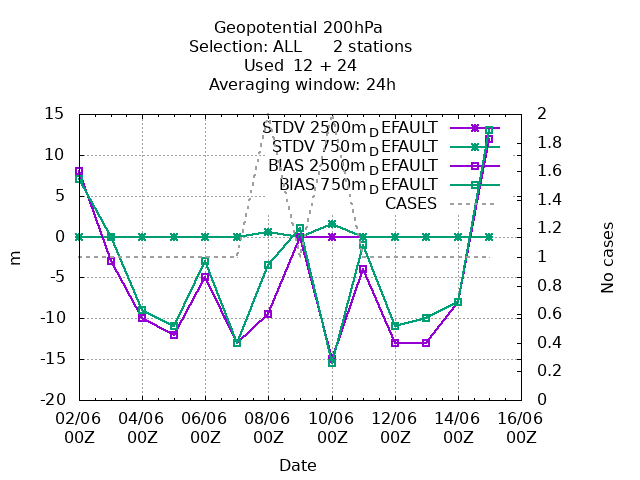 Geopotential 200hPa
Selection: ALL 2 stations
Used 12 + 24
Averaging window: 24h
STDV 2500m_DEFAULT
STDV 750m_DEFAULT
BIAS 2500m_DEFAULT
BIAS 750m_DEFAULT
CASES
15
10
5
0
-5
-10
-15
-20
m
2
1.8
1.6
1.4
1.2
1
0.8
0.6
0.4
0.2
0
No cases
02/06 04/06 06/06 08/06 10/06 12/06 14/06 16/06
00Z 00Z 00Z 00Z 00Z 00Z 00Z 00Z
Date